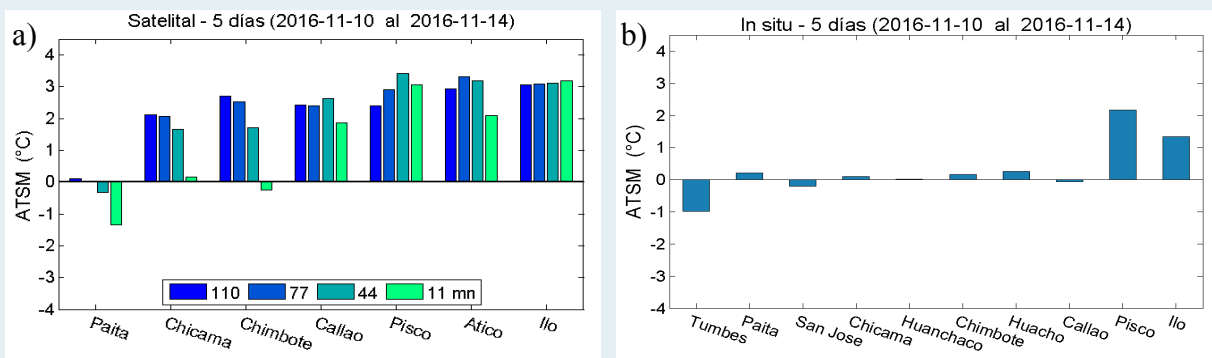 a)
Satelital - 5 días (2016-11-10 al 2016-11-14)
ATSM (°C)
4
3
2
1
0
-1
-2
-3
-4
110 77 44 11 mn
Paita Chicama Chimbote Callao Pisco Atico Ilo
b)
In situ - 5 días (2016-11-10 al 2016-11-14)
ATSM (°C)
4
3
2
1
0
-1
-2
-3
-4
Tumbes Paita San Jose Chicama Huanchaco Chimbote Huacho Callao Pisco Ilo